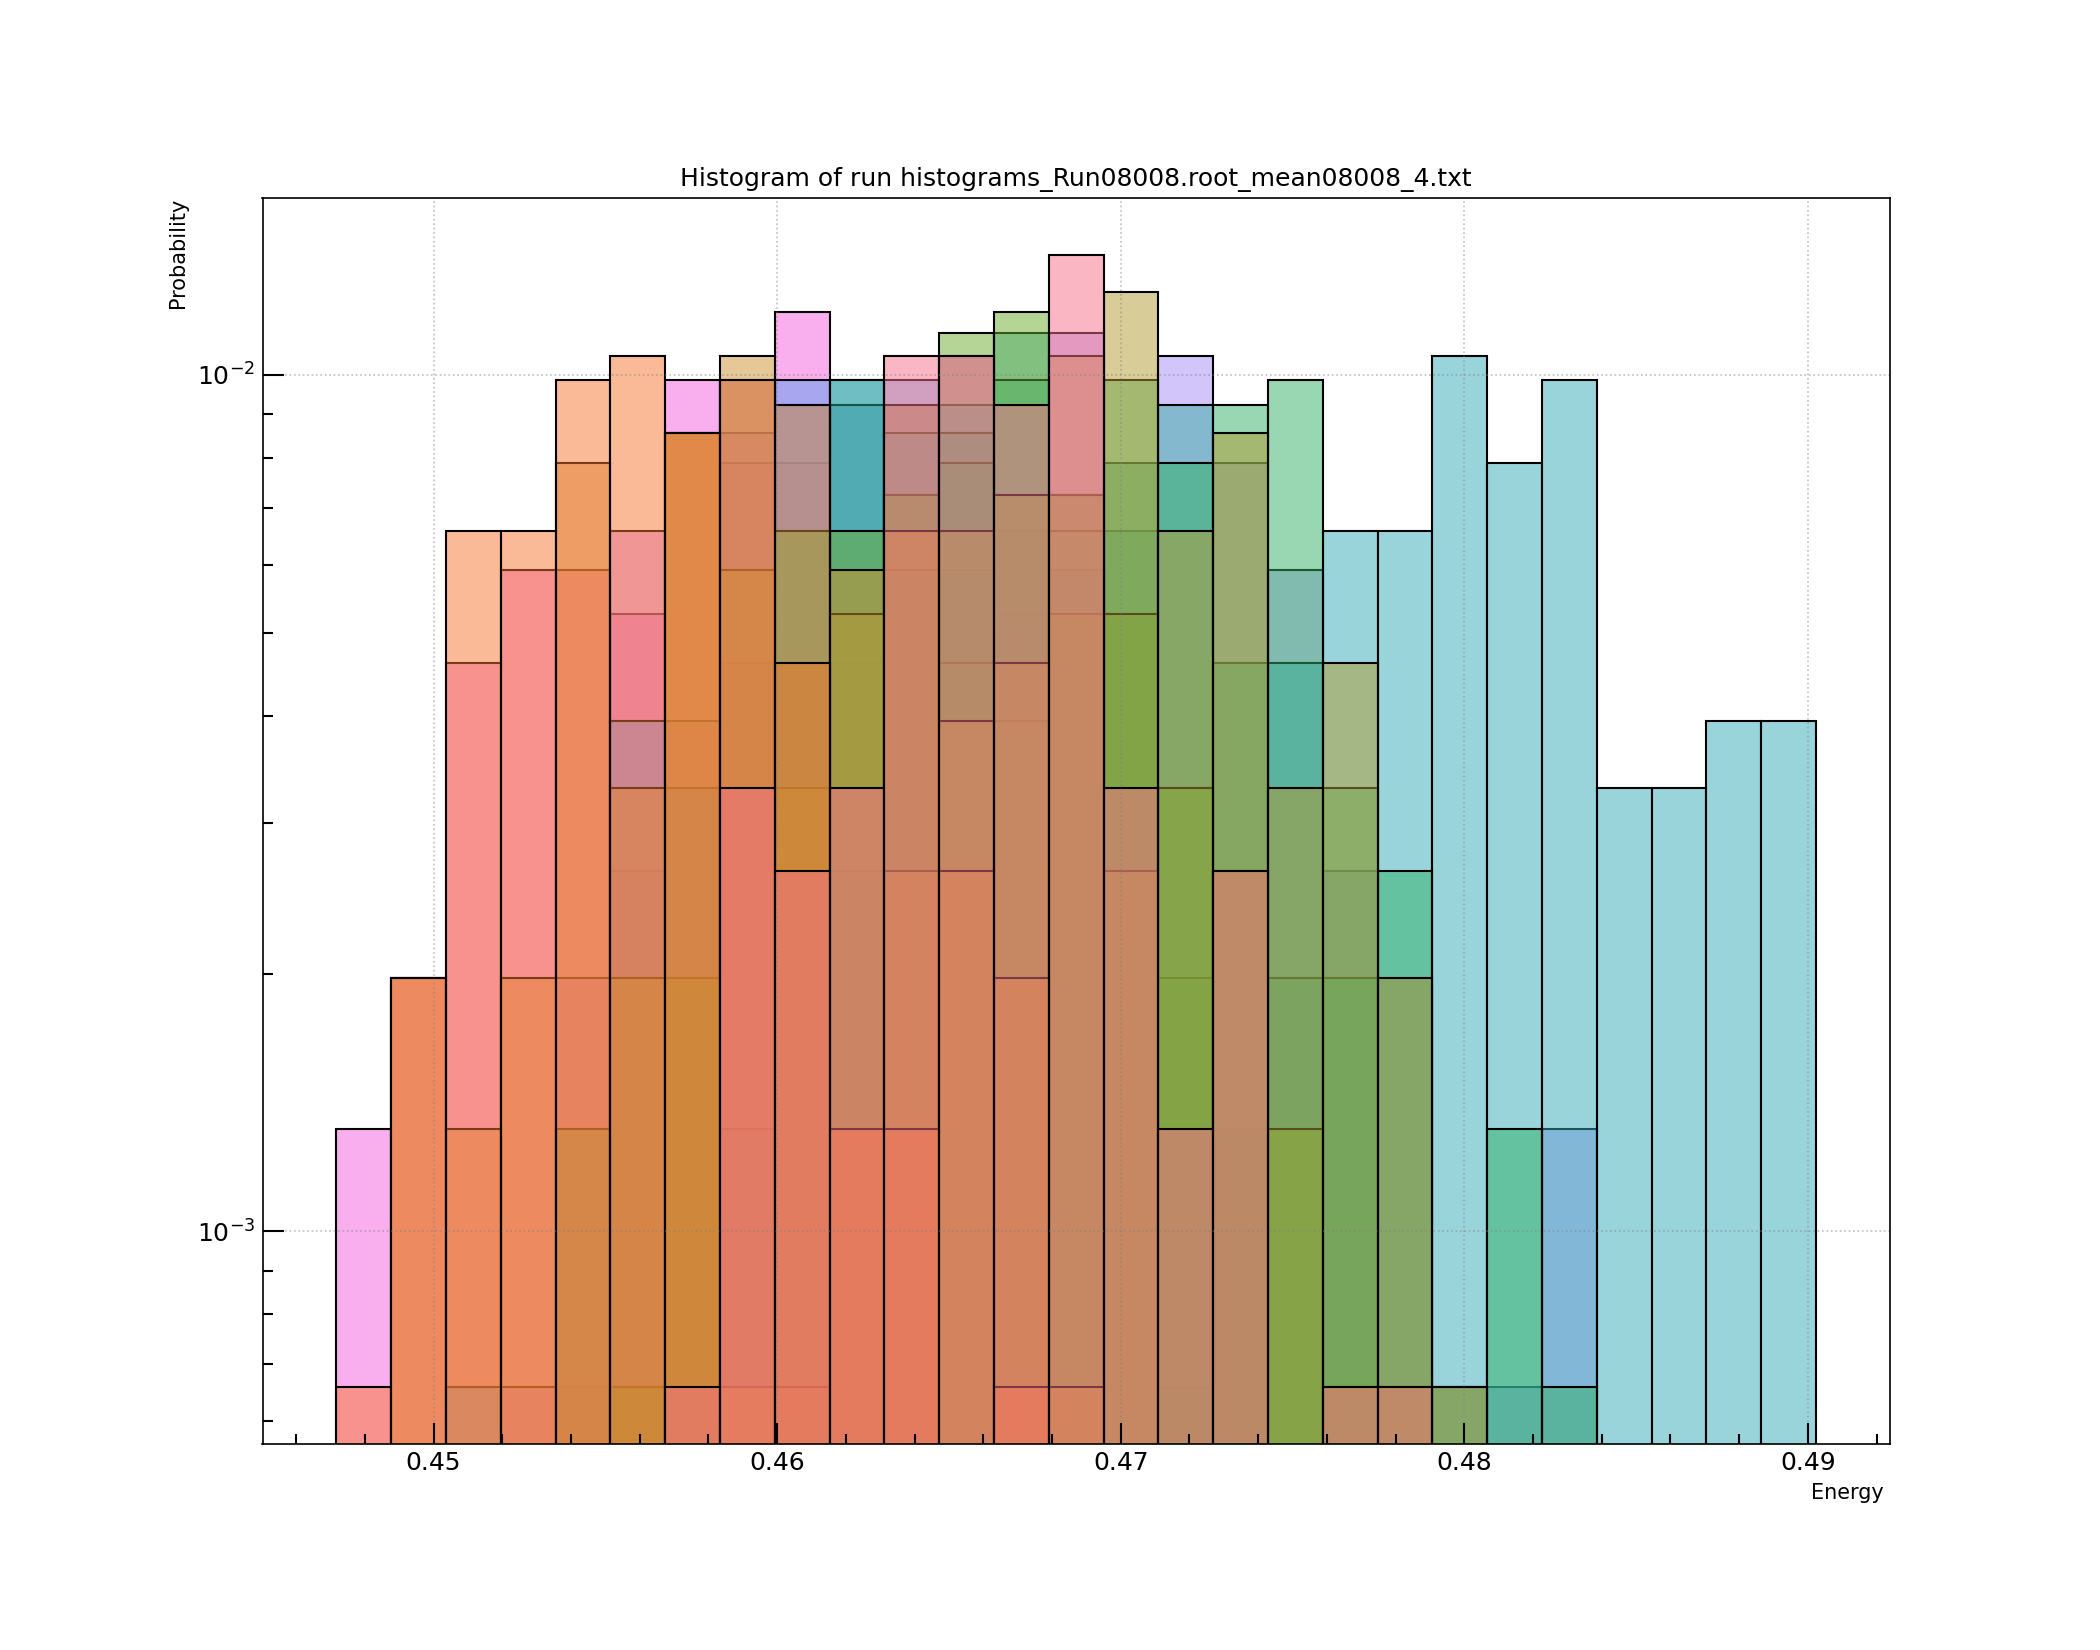 Histogram of run histograms_Run08008.root_mean08008_4.txt
Probability
10⁻²
10⁻³
0.45 0.46 0.47 0.48 0.49
Energy